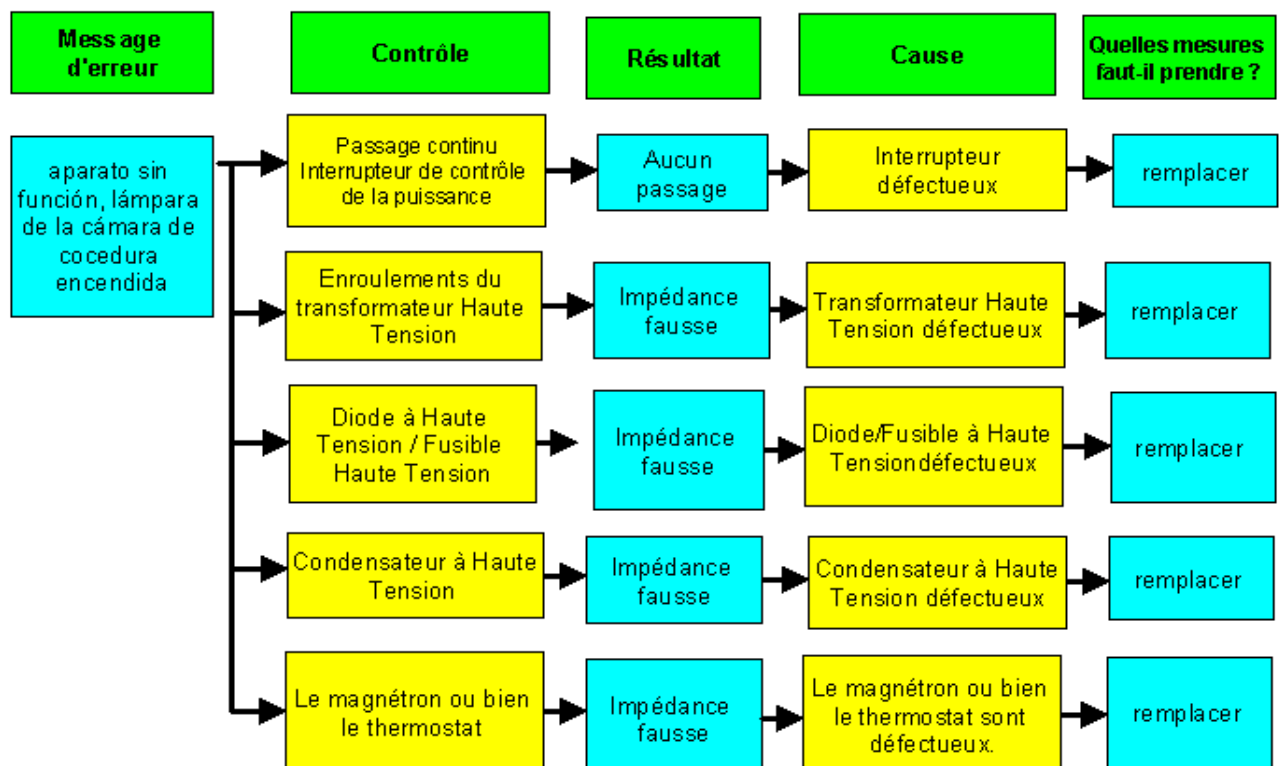 Message
d'erreur
Contrôle
Résultat
Cause
Quelles mesures
faut-il prendre ?
aparato sin
función, lámpara
de la cámara de
cocedura
encendida
Passage continu
Interrupteur de contrôle
de la puissance
Aucun
passage
Interrupteur
défectueux
remplacer
Enroulements du
transformateur Haute
Tension
Impédance
fausse
Transformateur Haute
Tension défectueux
remplacer
Diode à Haute
Tension / Fusible
Haute Tension
Impédance
fausse
Diode/Fusible à Haute
Tensiondéfectueux
remplacer
Condensateur à Haute
Tension
Impédance
fausse
Condensateur à Haute
Tension défectueux
remplacer
Le magnétron ou bien
le thermostat
Impédance
fausse
Le magnétron ou bien
le thermostat sont
défectueux.
remplacer